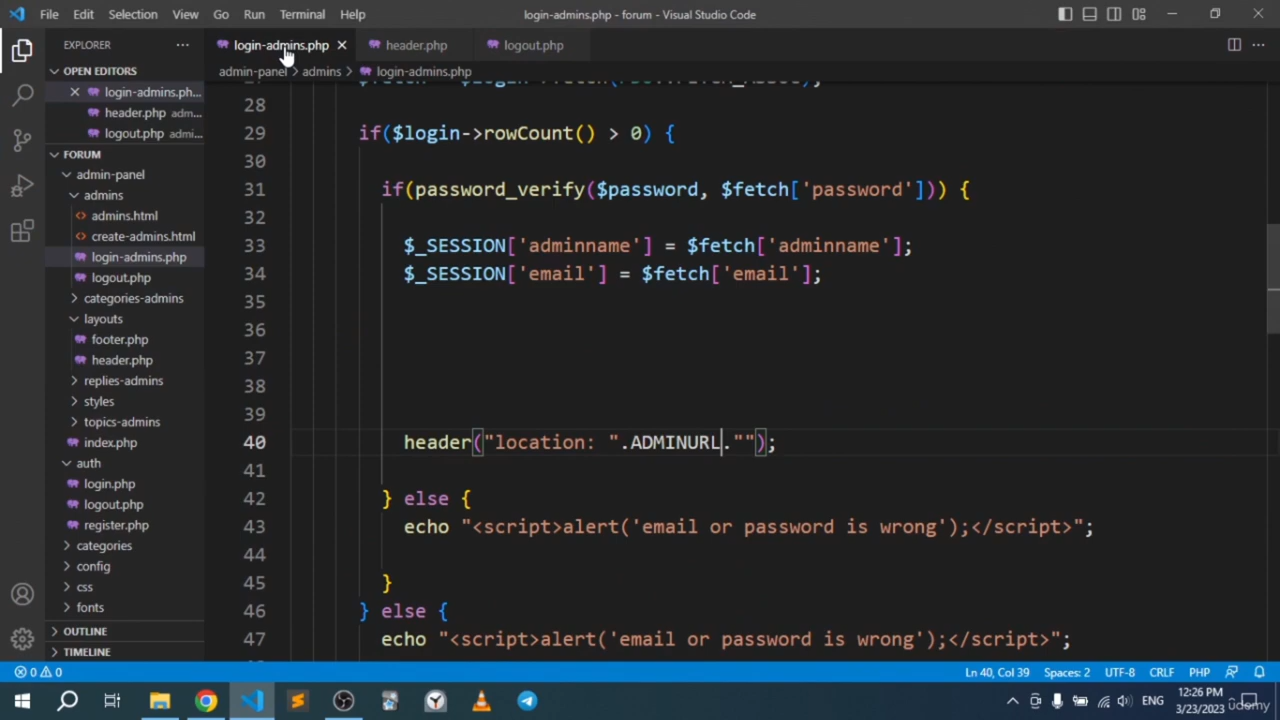 File Edit Selection View Go Run Terminal Help
login-admins.php - forum - Visual Studio Code
EXPLORER
login-admins.php header.php logout.php
OPEN EDITORS
admin-panel > admins > login-admins.php
login-admins.ph...
header.php adm...
logout.php admi...
FORUM
admin-panel
admins
admins.html
create-admins.html
login-admins.php
logout.php
categories-admins
layouts
footer.php
header.php
replies-admins
styles
topics-admins
index.php
auth
login.php
logout.php
register.php
categories
config
css
fonts
OUTLINE
TIMELINE
28
29 if($login->rowCount() > 0) {
30
31 if(password_verify($password, $fetch['password'])) {
32
33 $_SESSION['adminname'] = $fetch['adminname'];
34 $_SESSION['email'] = $fetch['email'];
35
36
37
38
39
40 header("location: ".ADMINURL."");
41
42 } else {
43 echo "<script>alert('email or password is wrong');</script>";
44
45 }
46 } else {
47 echo "<script>alert('email or password is wrong');</script>";
0 0 Ln 40, Col 39 Spaces: 2 UTF-8 CRLF PHP
ENG 12:26 PM
3/23/2023
udemy